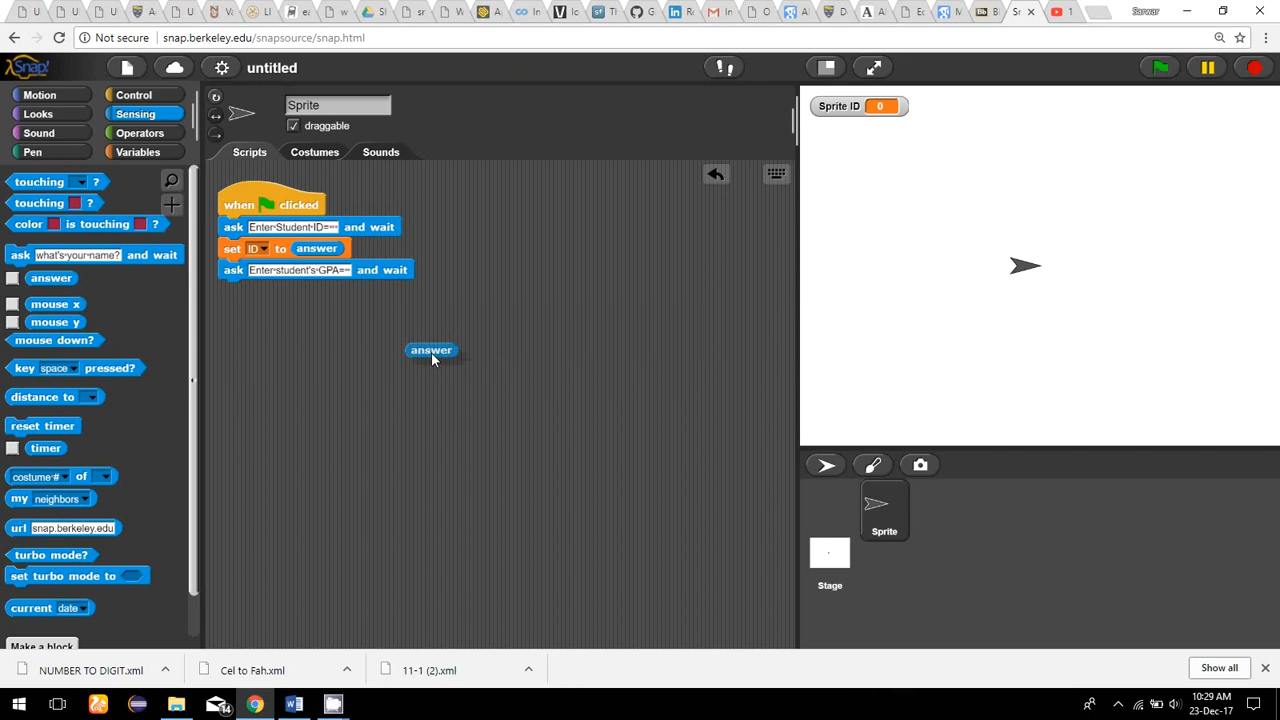 Sarwar
Not secure snap.berkeley.edu/snapsource/snap.html
Snap!
untitled
Motion
Control
Looks
Sensing
Sound
Operators
Pen
Variables
Sprite
draggable
Scripts Costumes Sounds
touching ?
touching ?
color is touching ?
ask what's your name? and wait
answer
mouse x
mouse y
mouse down?
key space pressed?
distance to
reset timer
timer
costume # of
my neighbors
url snap.berkeley.edu
turbo mode?
set turbo mode to
current date
Make a block
when clicked
ask Enter Student ID== and wait
set ID to answer
ask Enter student's GPA== and wait
answer
Sprite ID 0
Sprite
Stage
NUMBER TO DIGIT.xml
Cel to Fah.xml
11-1 (2).xml
Show all
14
10:29 AM
23-Dec-17